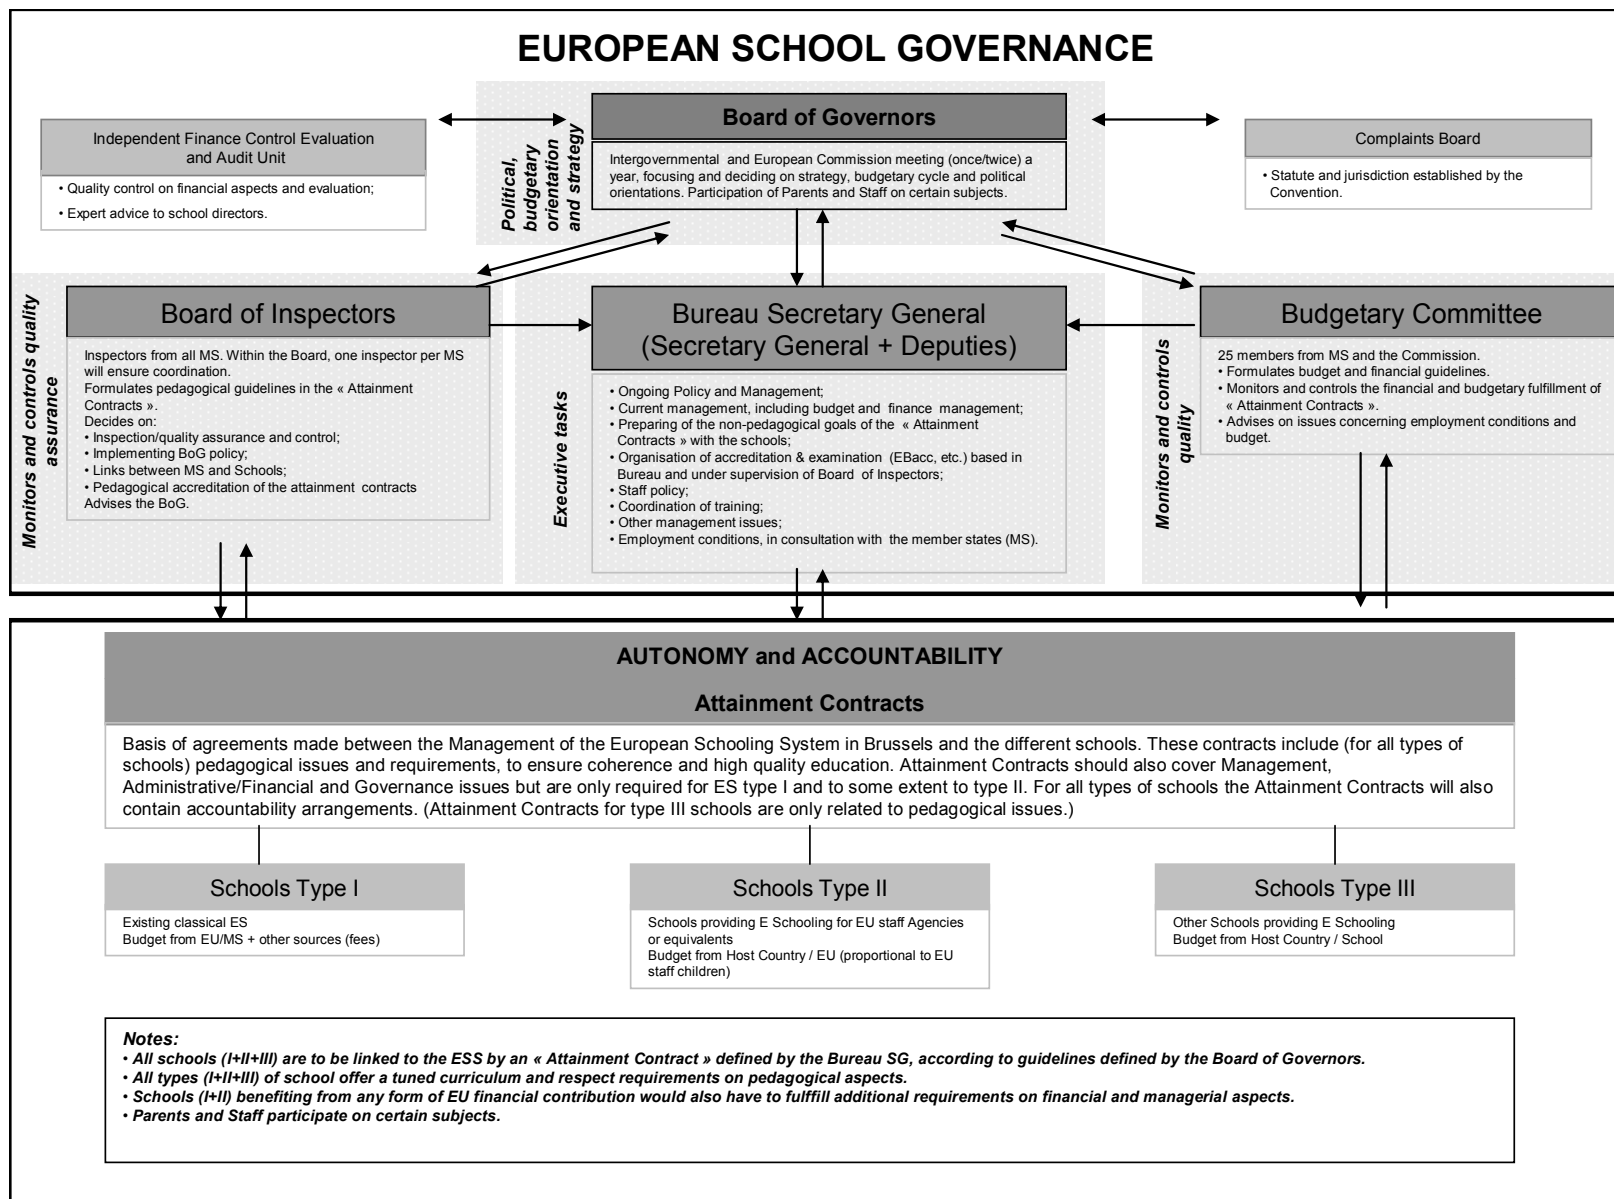 EUROPEAN SCHOOL GOVERNANCE
Independent Finance Control Evaluation
and Audit Unit
• Quality control on financial aspects and evaluation;
• Expert advice to school directors.
Political,
budgetary
orientation
and strategy
Board of Governors
Intergovernmental and European Commission meeting (once/twice) a
year, focusing and deciding on strategy, budgetary cycle and political
orientations. Participation of Parents and Staff on certain subjects.
Complaints Board
• Statute and jurisdiction established by the
Convention.
Monitors and controls quality
assurance
Board of Inspectors
Inspectors from all MS. Within the Board, one inspector per MS
will ensure coordination.
Formulates pedagogical guidelines in the « Attainment
Contracts ».
Decides on:
• Inspection/quality assurance and control;
• Implementing BoG policy;
• Links between MS and Schools;
• Pedagogical accreditation of the attainment contracts
Advises the BoG.
Executive tasks
Bureau Secretary General
(Secretary General + Deputies)
• Ongoing Policy and Management;
• Current management, including budget and finance management;
• Preparing of the non-pedagogical goals of the « Attainment
Contracts » with the schools;
• Organisation of accreditation & examination (EBacc, etc.) based in
Bureau and under supervision of Board of Inspectors;
• Staff policy;
• Coordination of training;
• Other management issues;
• Employment conditions, in consultation with the member states (MS).
Monitors and controls
quality
Budgetary Committee
25 members from MS and the Commission.
• Formulates budget and financial guidelines.
• Monitors and controls the financial and budgetary fulfillment of
« Attainment Contracts ».
• Advises on issues concerning employment conditions and
budget.
AUTONOMY and ACCOUNTABILITY
Attainment Contracts
Basis of agreements made between the Management of the European Schooling System in Brussels and the different schools. These contracts include (for all types of
schools) pedagogical issues and requirements, to ensure coherence and high quality education. Attainment Contracts should also cover Management,
Administrative/Financial and Governance issues but are only required for ES type I and to some extent to type II. For all types of schools the Attainment Contracts will also
contain accountability arrangements. (Attainment Contracts for type III schools are only related to pedagogical issues.)
Schools Type I
Existing classical ES
Budget from EU/MS + other sources (fees)
Schools Type II
Schools providing E Schooling for EU staff Agencies
or equivalents
Budget from Host Country / EU (proportional to EU
staff children)
Schools Type III
Other Schools providing E Schooling
Budget from Host Country / School
Notes:
• All schools (I+II+III) are to be linked to the ESS by an « Attainment Contract » defined by the Bureau SG, according to guidelines defined by the Board of Governors.
• All types (I+II+III) of school offer a tuned curriculum and respect requirements on pedagogical aspects.
• Schools (I+II) benefiting from any form of EU financial contribution would also have to fulffill additional requirements on financial and managerial aspects.
• Parents and Staff participate on certain subjects.